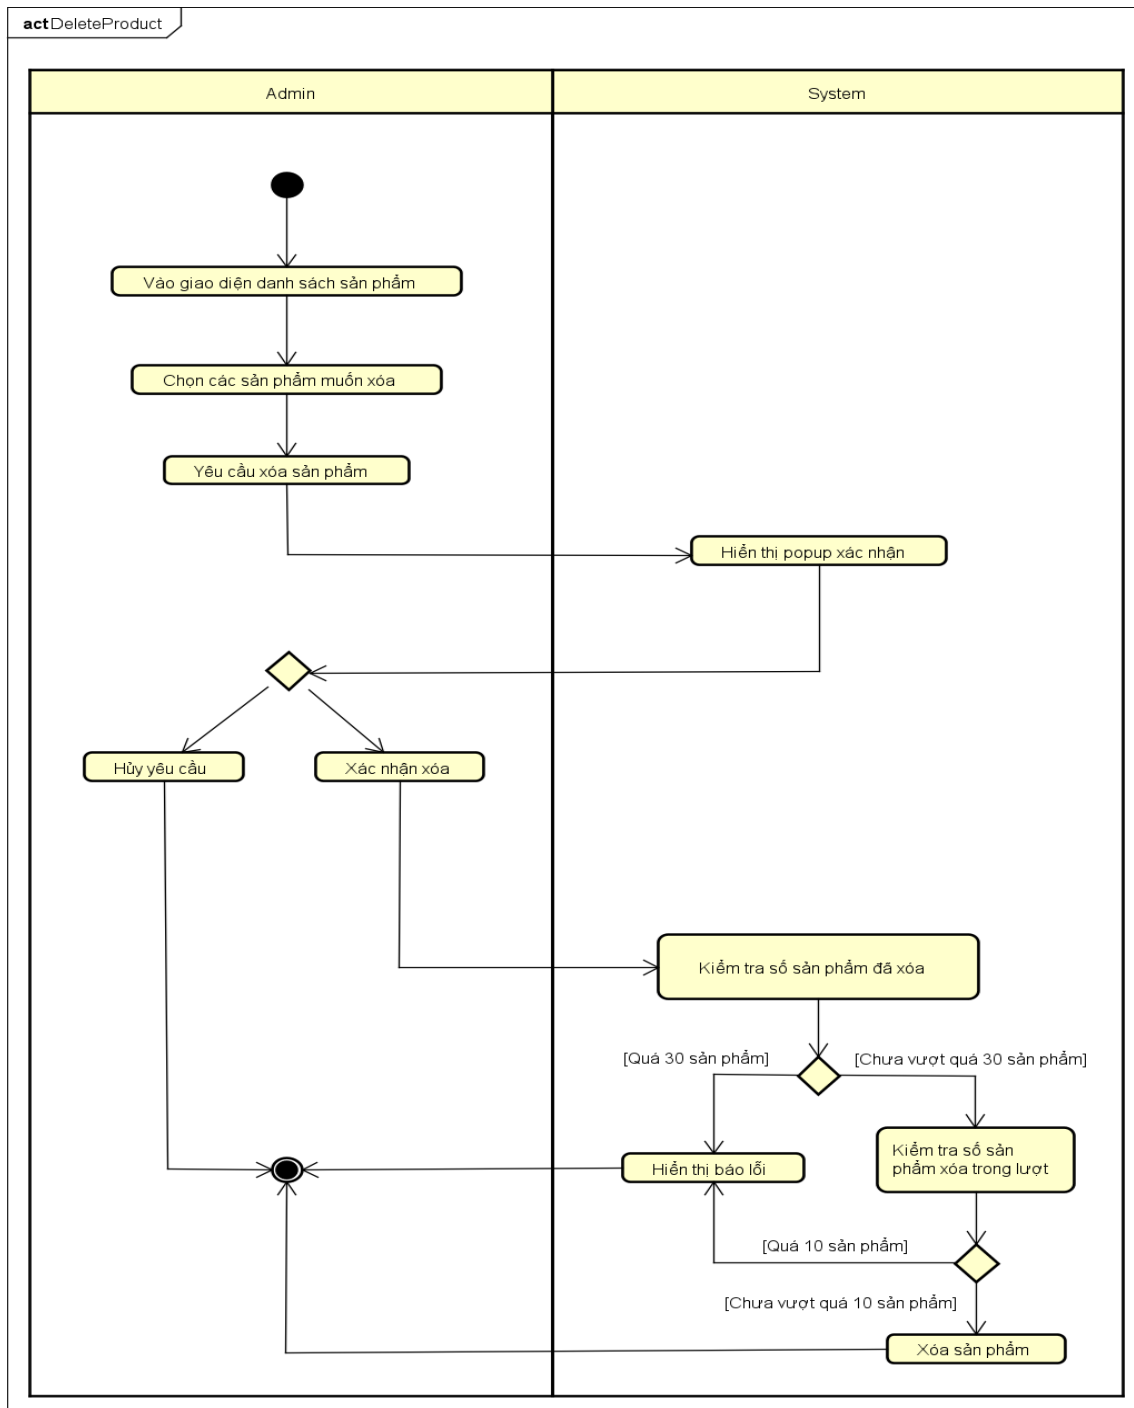 act DeleteProduct
Admin
System
Vào giao diện danh sách sản phẩm
Chọn các sản phẩm muốn xóa
Yêu cầu xóa sản phẩm
Hiển thị popup xác nhận
Hủy yêu cầu
Xác nhận xóa
Kiểm tra số sản phẩm đã xóa
[Quá 30 sản phẩm]
[Chưa vượt quá 30 sản phẩm]
Kiểm tra số sản
phẩm xóa trong lượt
Hiển thị báo lỗi
[Quá 10 sản phẩm]
[Chưa vượt quá 10 sản phẩm]
Xóa sản phẩm